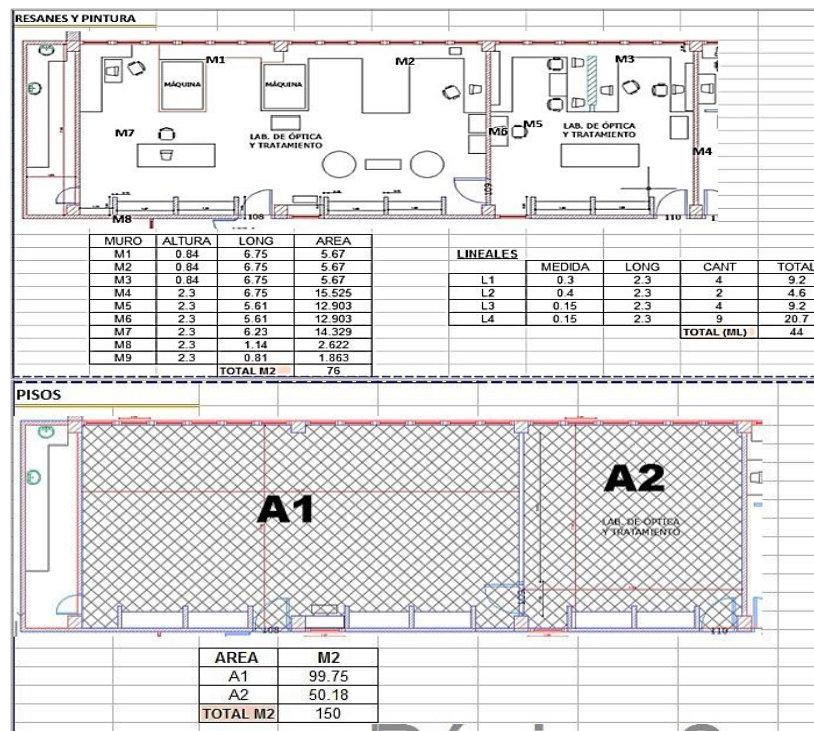 RESANES Y PINTURA
M1
M2
M3
MÁQUINA
MÁQUINA
M7
LAB. DE ÓPTICA
Y TRATAMIENTO
M6
M5
LAB. DE ÓPTICA
Y TRATAMIENTO
M4
109
M8
108
110
MURO ALTURA LONG AREA
M1 0.84 6.75 5.67
M2 0.84 6.75 5.67
M3 0.84 6.75 5.67
M4 2.3 6.75 15.525
M5 2.3 5.61 12.903
M6 2.3 5.61 12.903
M7 2.3 6.23 14.329
M8 2.3 1.14 2.622
M9 2.3 0.81 1.863
TOTAL M2 76
LINEALES
MEDIDA LONG CANT TOTAL
L1 0.3 2.3 4 9.2
L2 0.4 2.3 2 4.6
L3 0.15 2.3 4 9.2
L4 0.15 2.3 9 20.7
TOTAL (ML) 44
PISOS
A1
A2
LAB. DE ÓPTICA
Y TRATAMIENTO
108
110
AREA M2
A1 99.75
A2 50.18
TOTAL M2 150